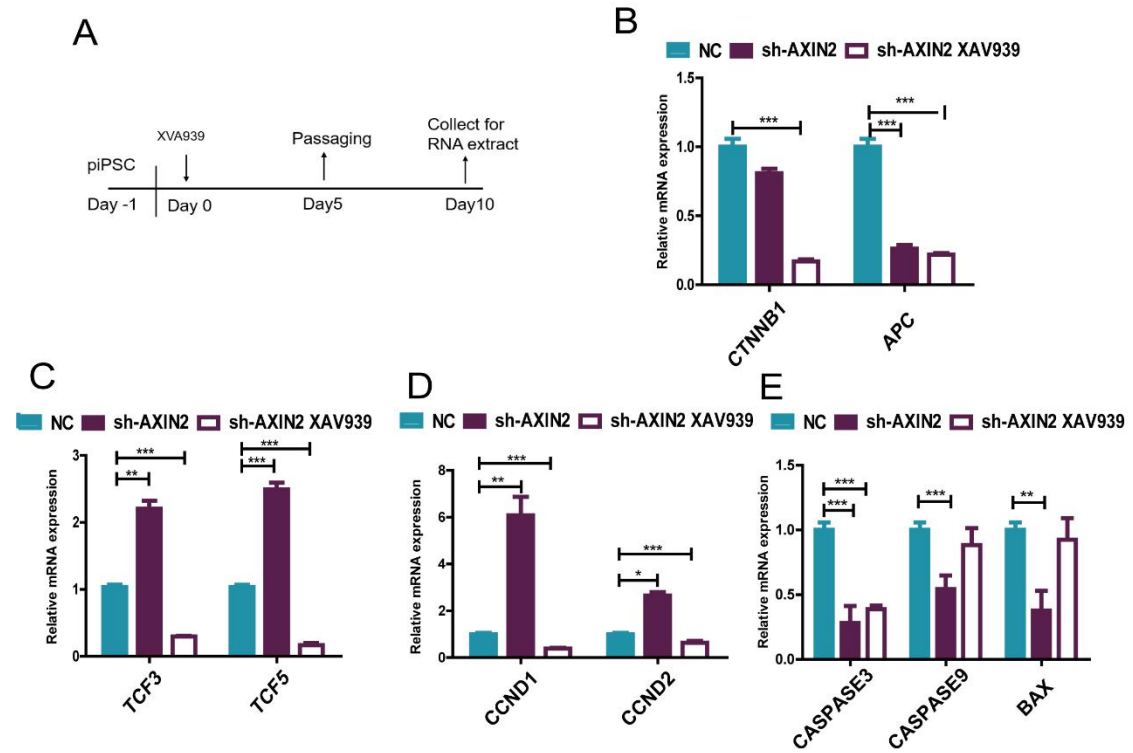 A
XVA939
Passaging
Collect for
RNA extract
piPSC
Day -1
Day 0
Day5
Day10
B
NC sh-AXIN2 sh-AXIN2 XAV939
Relative mRNA expression
1.5
1.0
0.5
0.0
***
***
***
CTNNB1
APC
C
NC sh-AXIN2 sh-AXIN2 XAV939
Relative mRNA expression
3
2
1
0
***
**
***
***
TCF3
TCF5
D
NC sh-AXIN2 sh-AXIN2 XAV939
Relative mRNA expression
8
6
4
2
0
***
**
***
*
CCND1
CCND2
E
NC sh-AXIN2 sh-AXIN2 XAV939
Relative mRNA expression
1.5
1.0
0.5
0.0
***
***
***
**
CASPASE3
CASPASE9
BAX